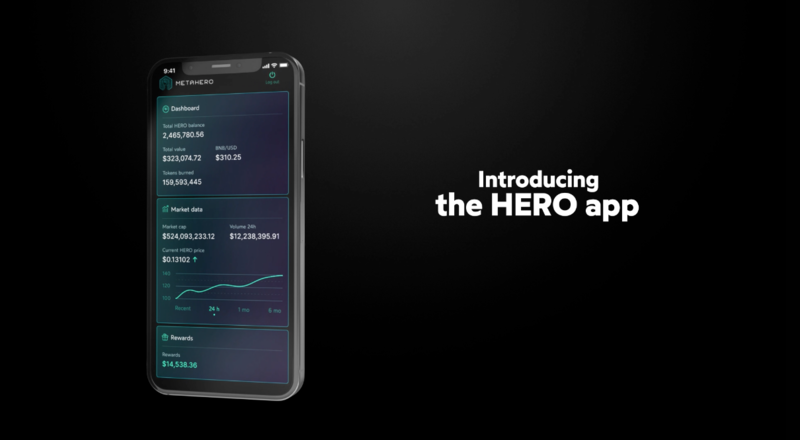 9:41
METAHERO
Log out
Dashboard
Total HERO balance
2,465,780.56
Total value
BNB/USD
$323,074.72
$310.25
Tokens burned
159,593,445
Market data
Market cap
Volume 24h
$524,093,233.12
$12,238,395.91
Current HERO price
$0.13102 ↑
140
120
100
Recent 24 h 1 mo 6 mo
Rewards
Rewards
$14,538.36
Introducing
the HERO app